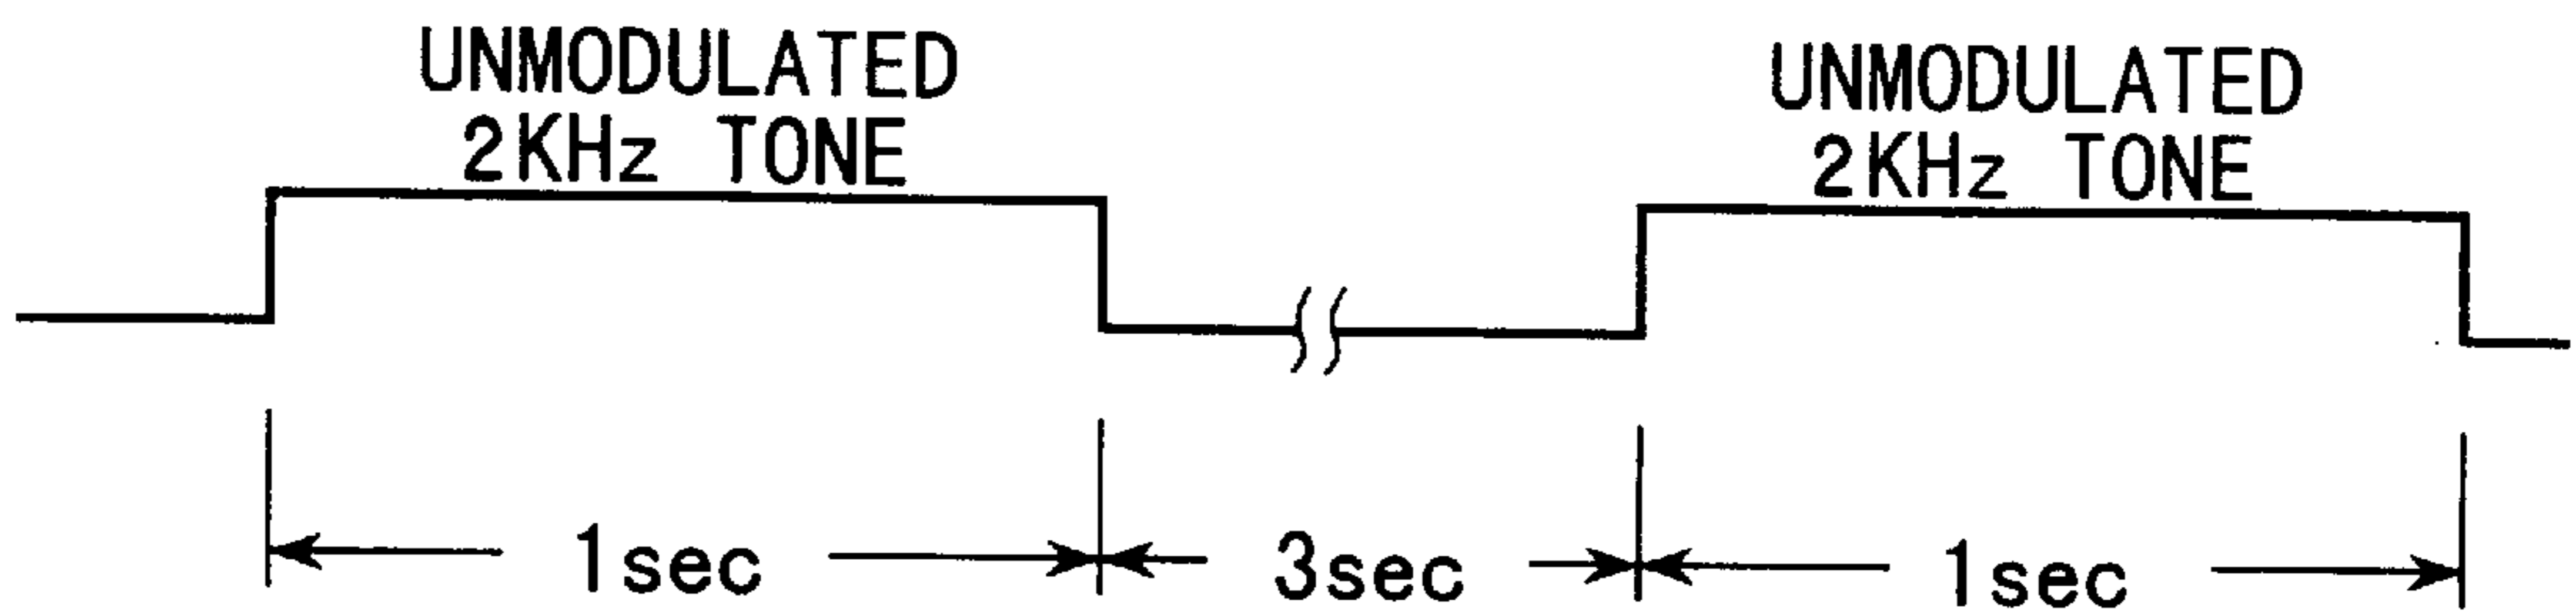 UNMODULATED
2KHz TONE
UNMODULATED
2KHz TONE
1sec
3sec
1sec